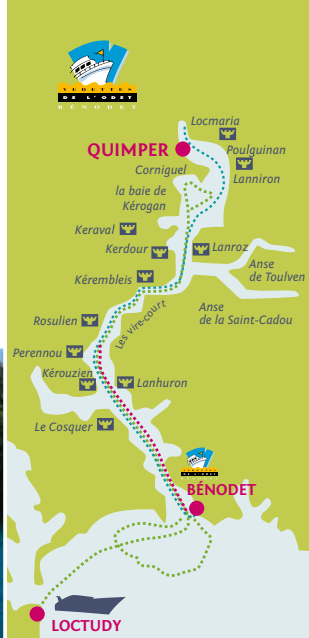 VEDETTES
DE L'ODET
BÉNODET
Locmaria
QUIMPER
Poulguinan
Corniguel
Lanniron
la baie de
Kérogan
Keraval
Kerdour
Lanroz
Anse
de Toulven
Kérembleis
Anse
de la Saint-Cadou
Les vire-court
Rosulien
Perennou
Kérouzien
Lanhuron
Le Cosquer
BÉNODET
LOCTUDY